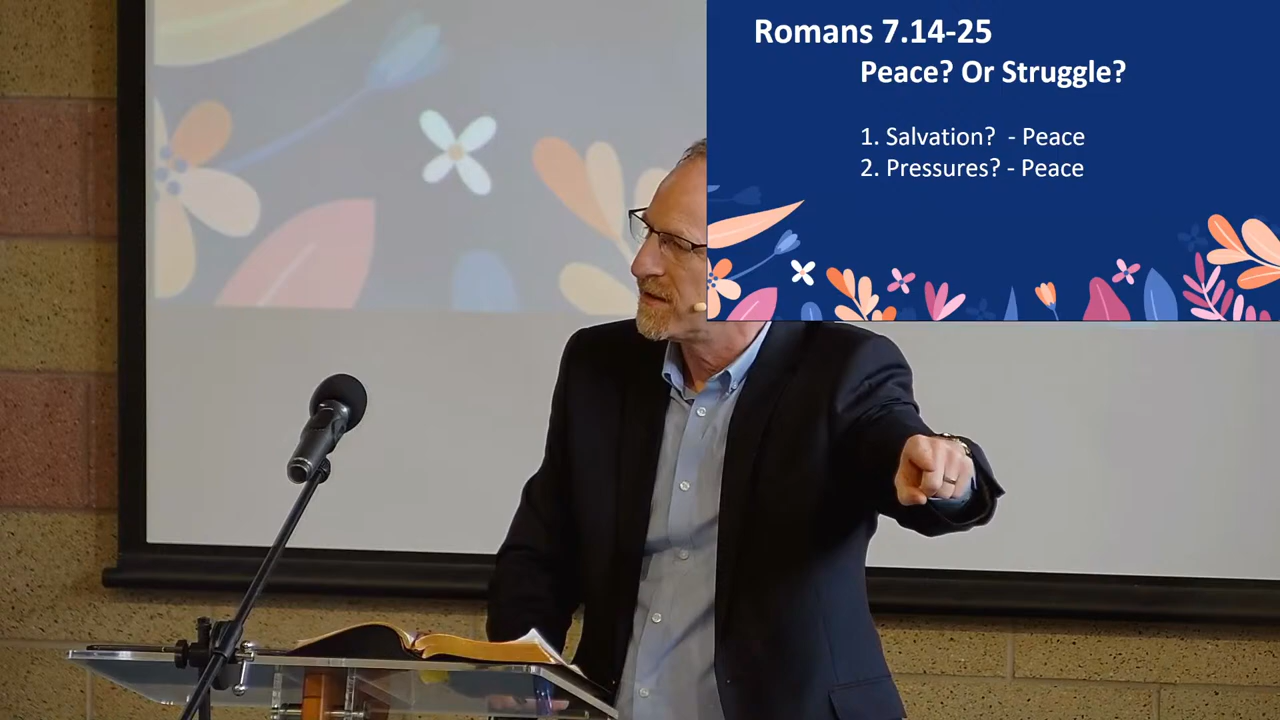 Romans 7.14-25
Peace? Or Struggle?
1. Salvation?  - Peace
2. Pressures? - Peace